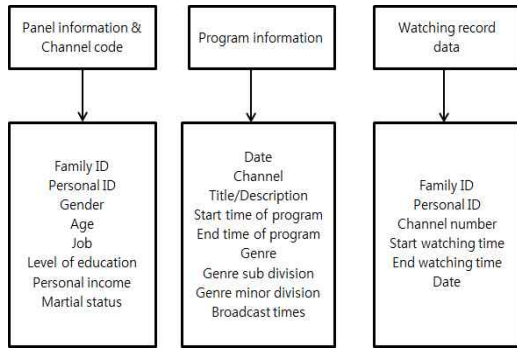 Panel information &
Channel code
Program information
Watching record
data
Family ID
Personal ID
Gender
Age
Job
Level of education
Personal income
Martial status
Date
Channel
Title/Description
Start time of program
End time of program
Genre
Genre sub division
Genre minor division
Broadcast times
Family ID
Personal ID
Channel number
Start watching time
End watching time
Date